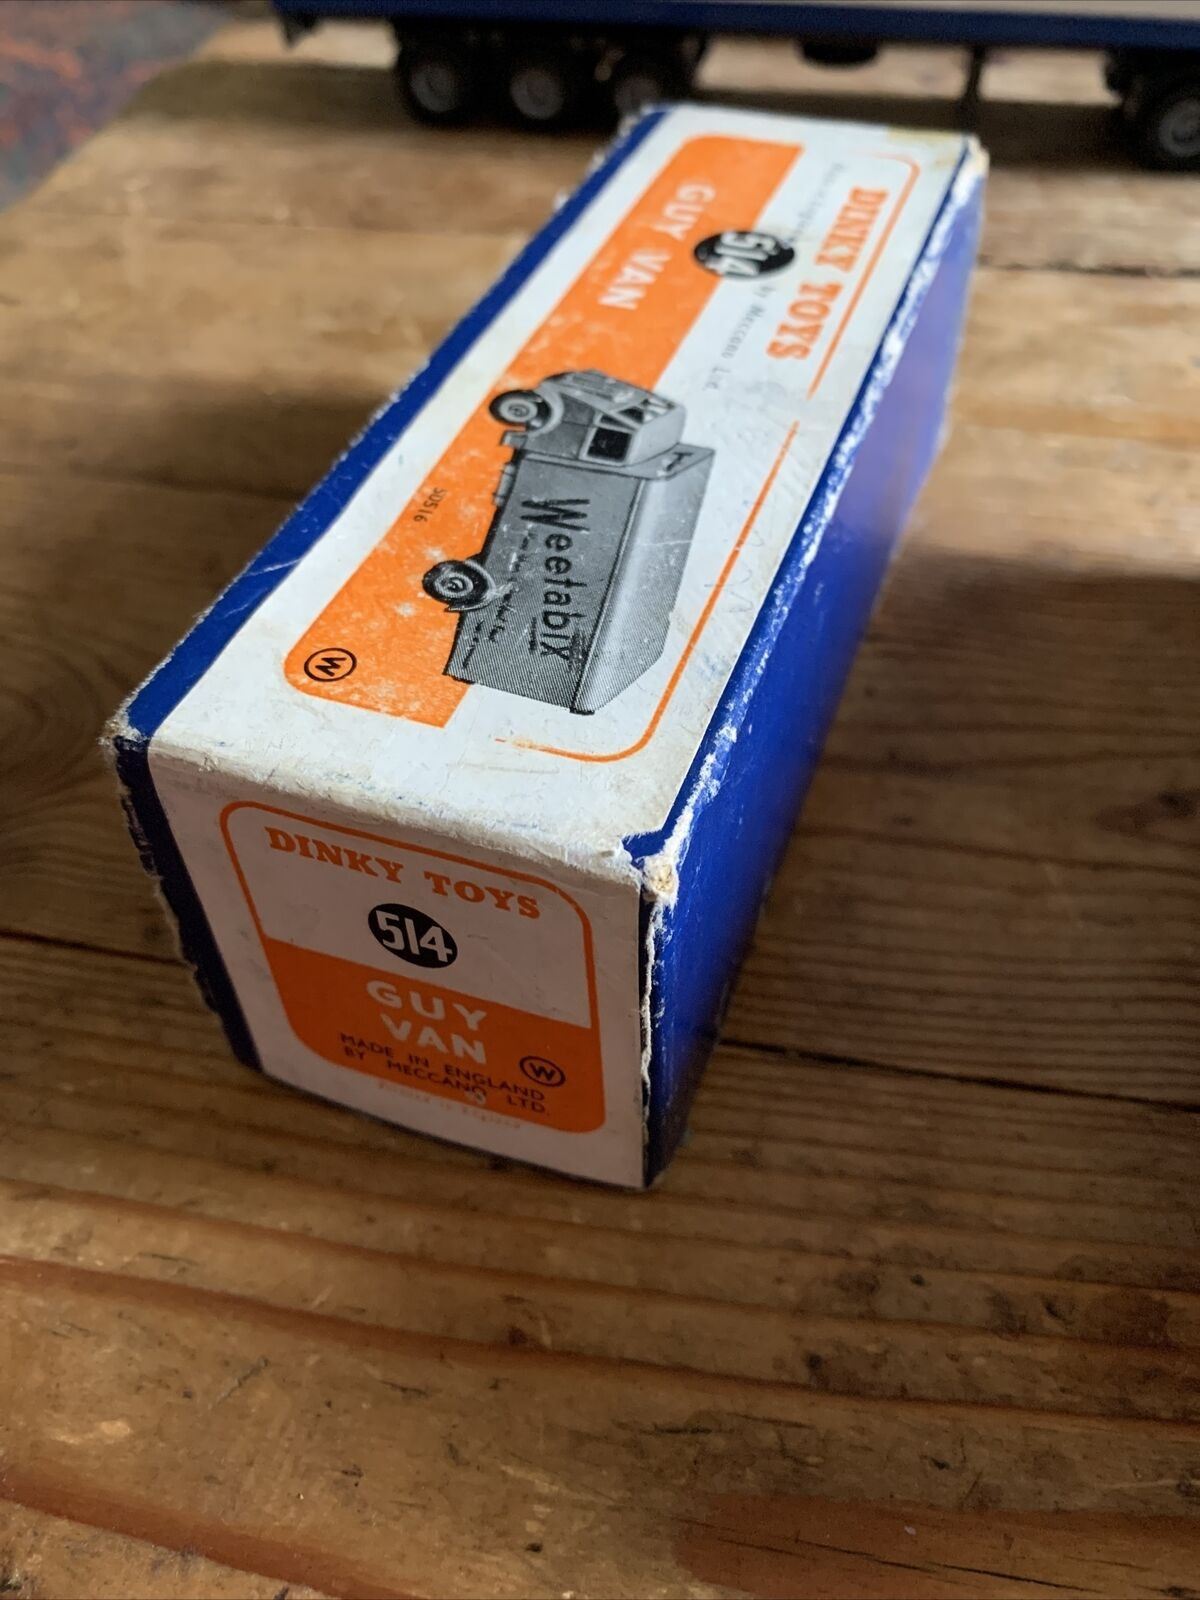 DINKY TOYS
514
by Meccano Ltd
GUY VAN
Weetabix
50516
W
DINKY TOYS
514
GUY
VAN
MADE IN ENGLAND
BY MECCANO LTD.
W